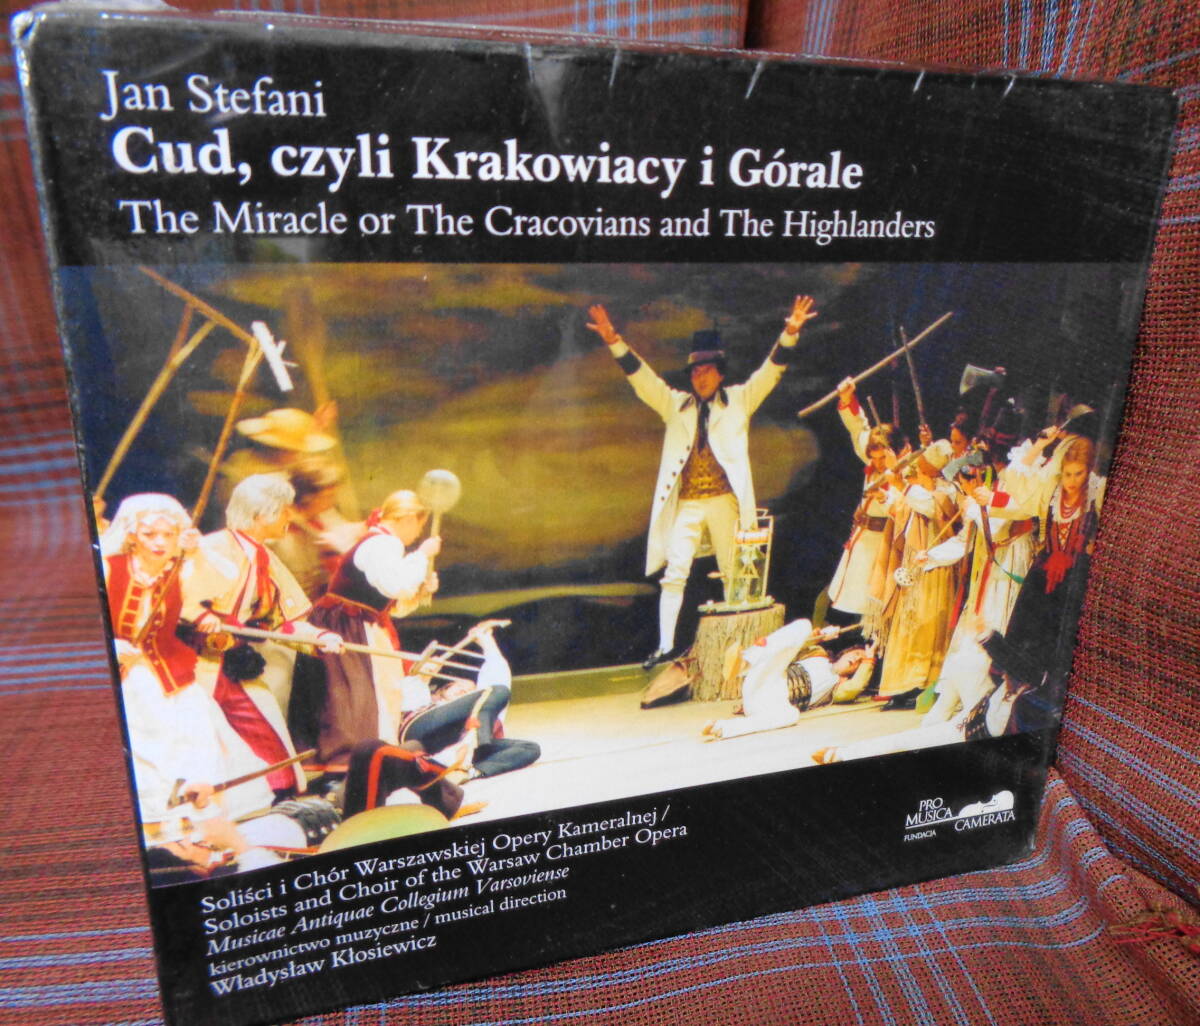 Jan Stefani
Cud, czyli Krakowiacy i Górale
The Miracle or The Cracovians and The Highlanders
PRO
MUSICA
CAMERATA
FUNDACJA
Soliści i Chór Warszawskiej Opery Kameralnej /
Soloists and Choir of the Warsaw Chamber Opera
Musicae Antiquae Collegium Varsoviense
kierownictwo muzyczne / musical direction
Władysław Kłosiewicz